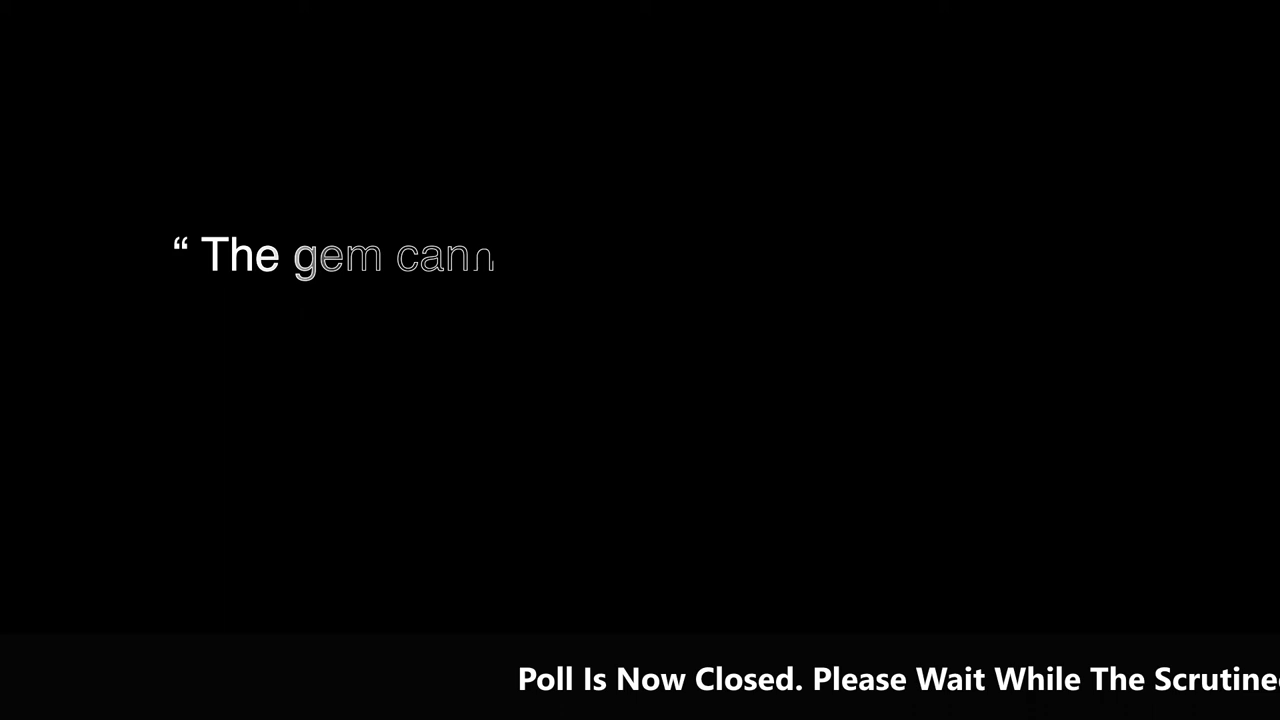 “ The gem cann
Poll Is Now Closed. Please Wait While The Scrutine